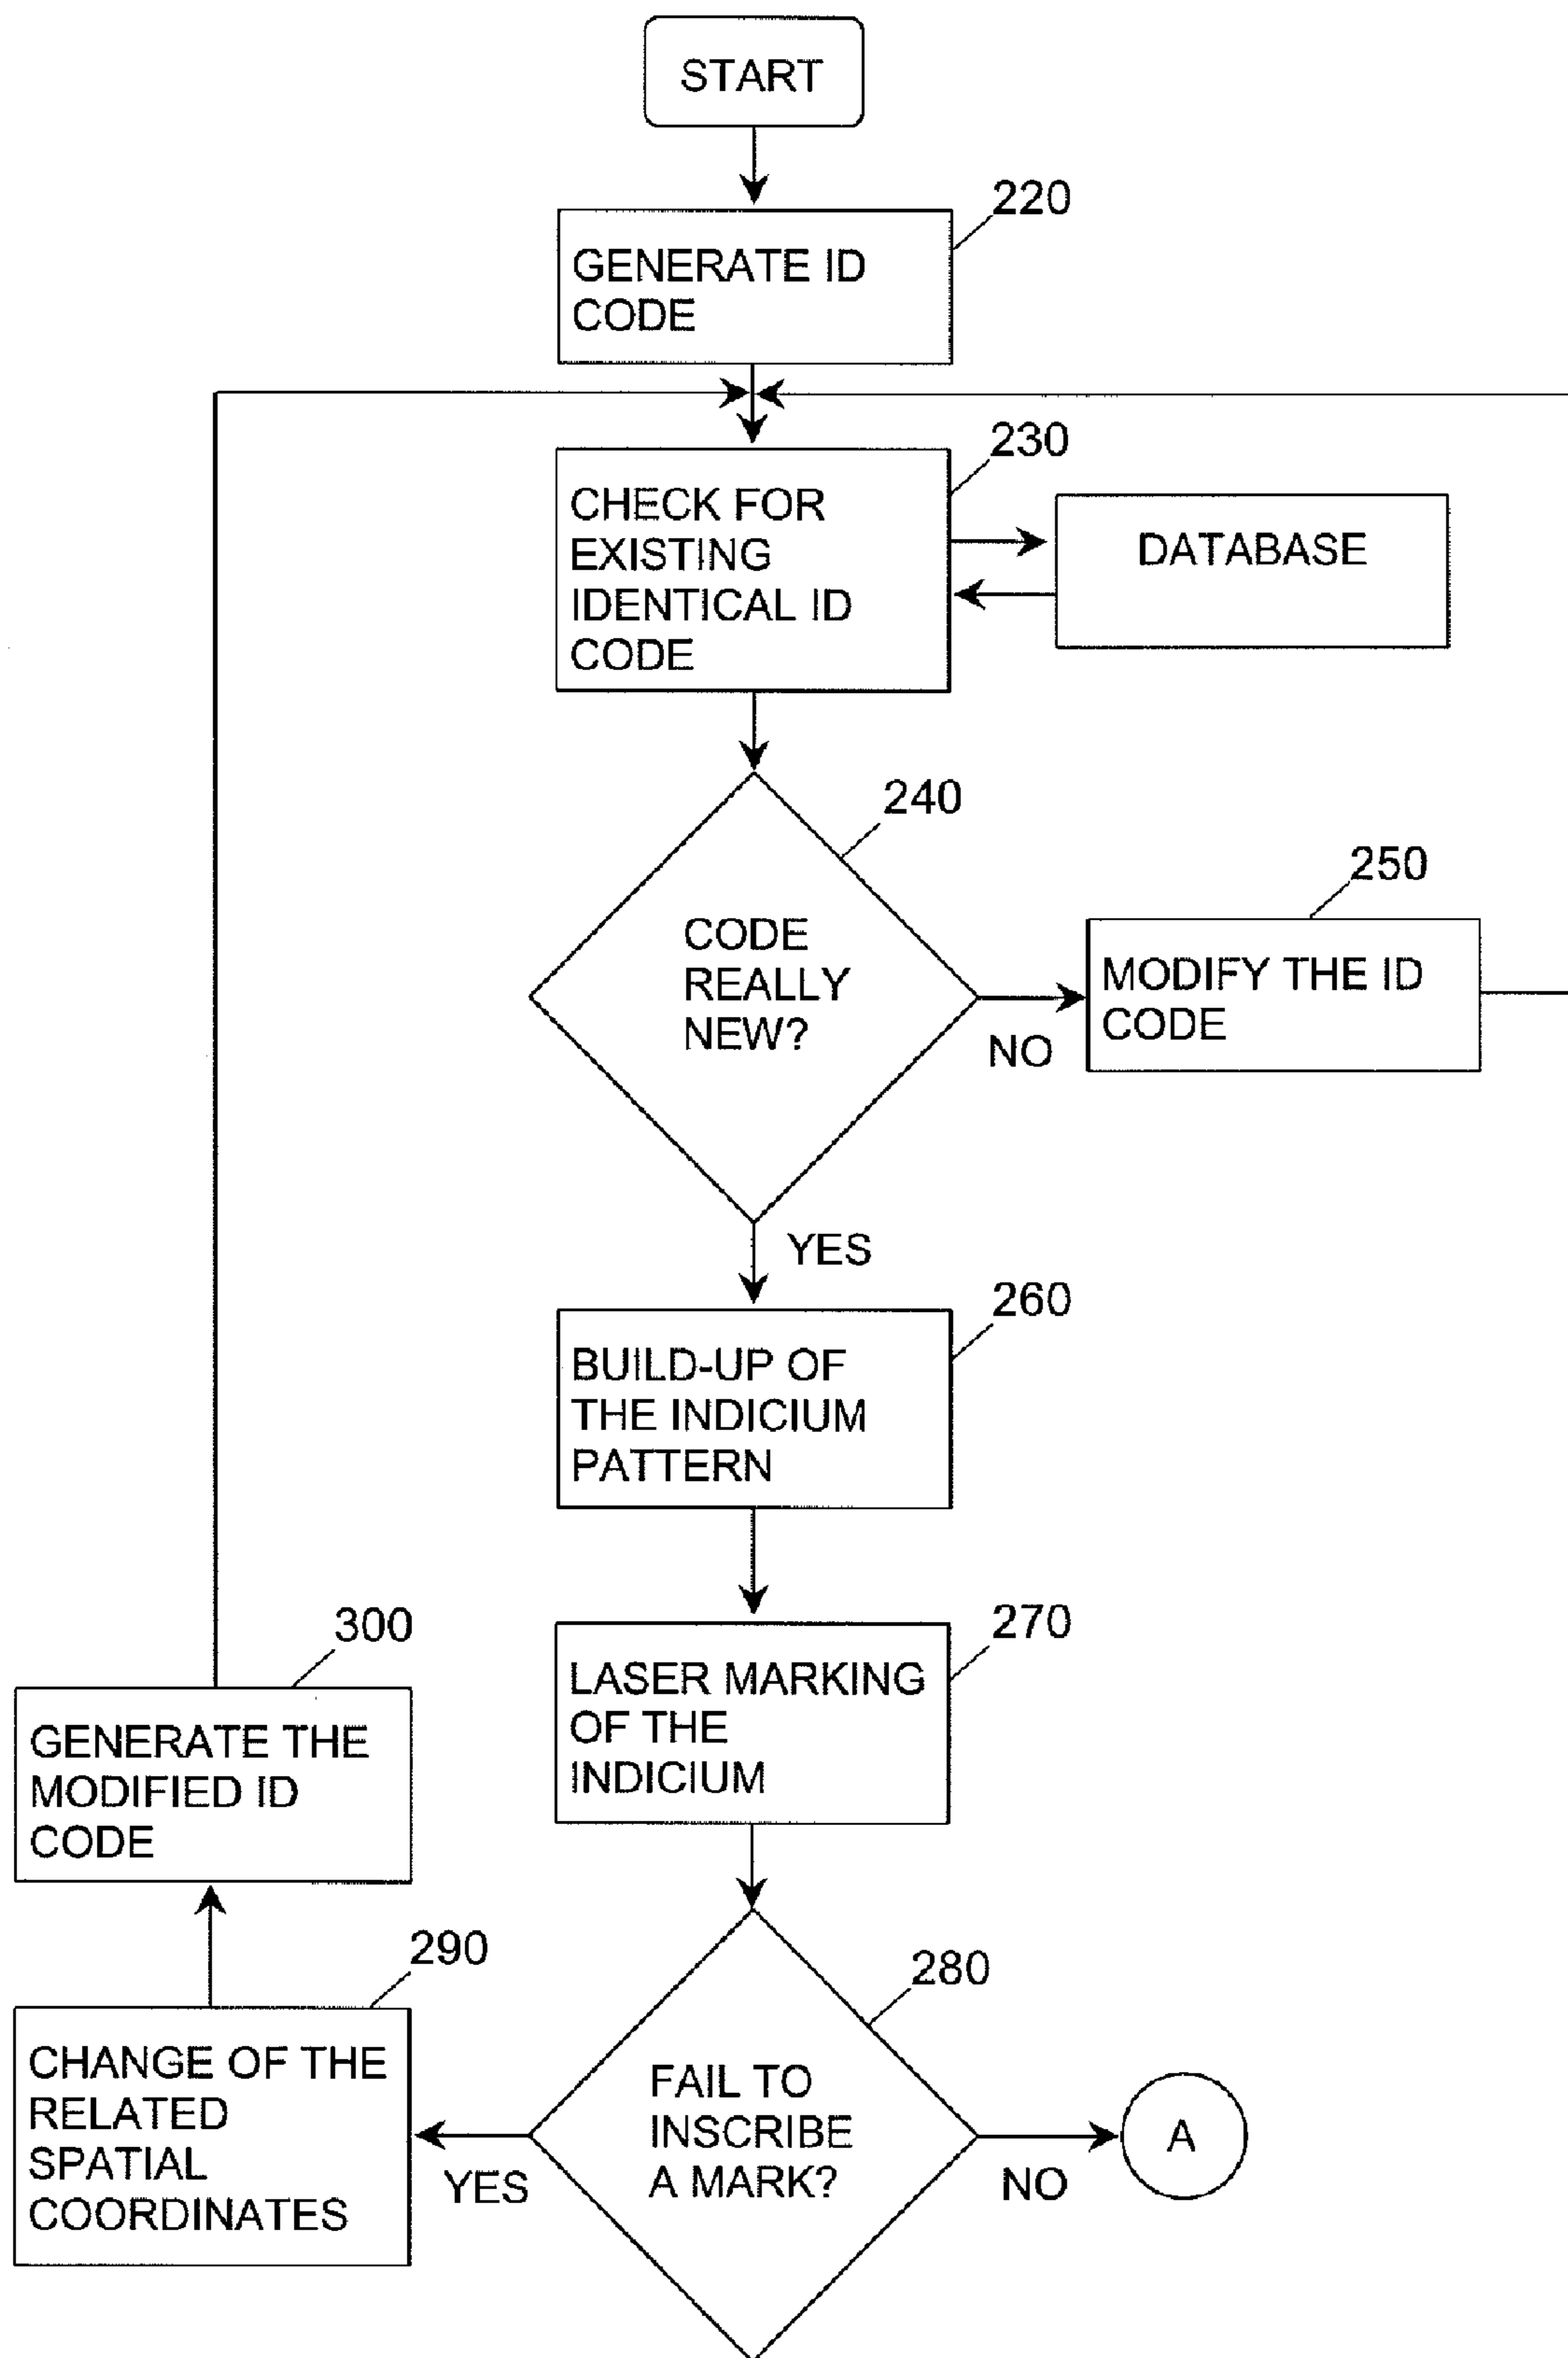 START
220
GENERATE ID
CODE
230
CHECK FOR
EXISTING
IDENTICAL ID
CODE
DATABASE
240
CODE
REALLY
NEW?
NO
250
MODIFY THE ID
CODE
YES
260
BUILD-UP OF
THE INDICIUM
PATTERN
270
LASER MARKING
OF THE
INDICIUM
280
FAIL TO
INSCRIBE
A MARK?
NO
A
YES
290
CHANGE OF THE
RELATED
SPATIAL
COORDINATES
300
GENERATE THE
MODIFIED ID
CODE